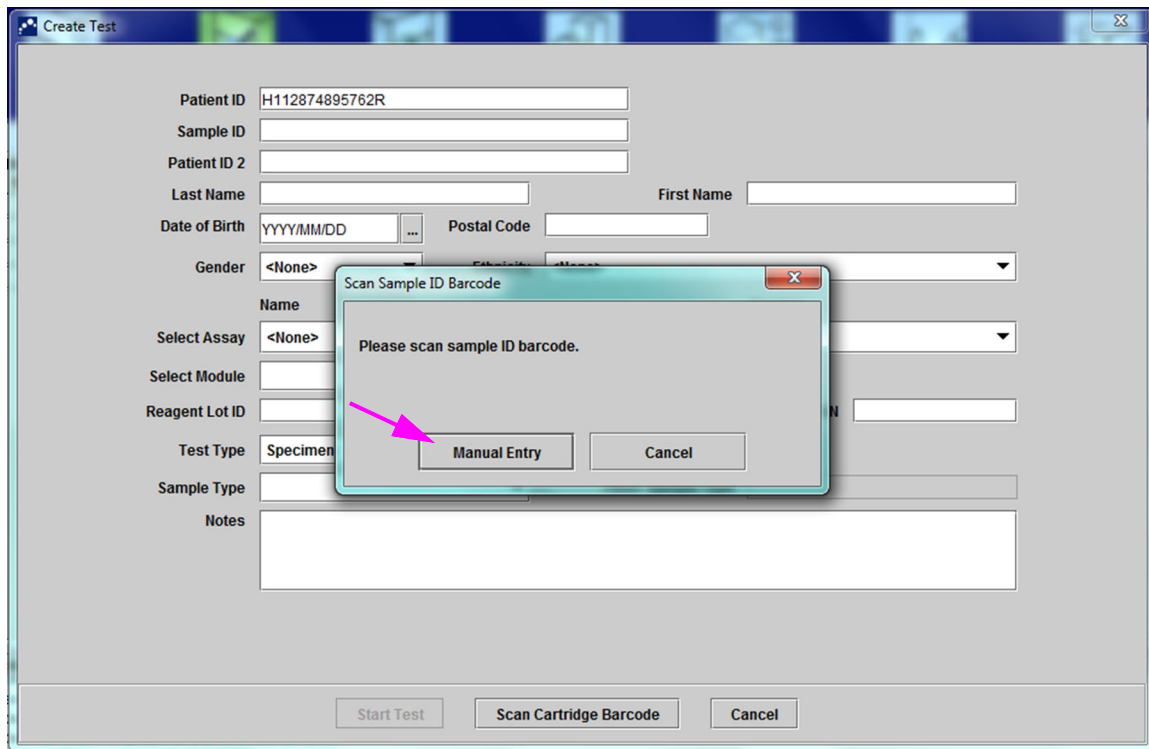 Create Test
Patient ID H112874895762R
Sample ID
Patient ID 2
Last Name First Name
Date of Birth YYYY/MM/DD ... Postal Code
Gender <None> Ethnicity <None>
Scan Sample ID Barcode
Name
Select Assay <None>
Please scan sample ID barcode.
Select Module
Reagent Lot ID N
Test Type Specimen
Manual Entry Cancel
Sample Type
Notes
Start Test Scan Cartridge Barcode Cancel